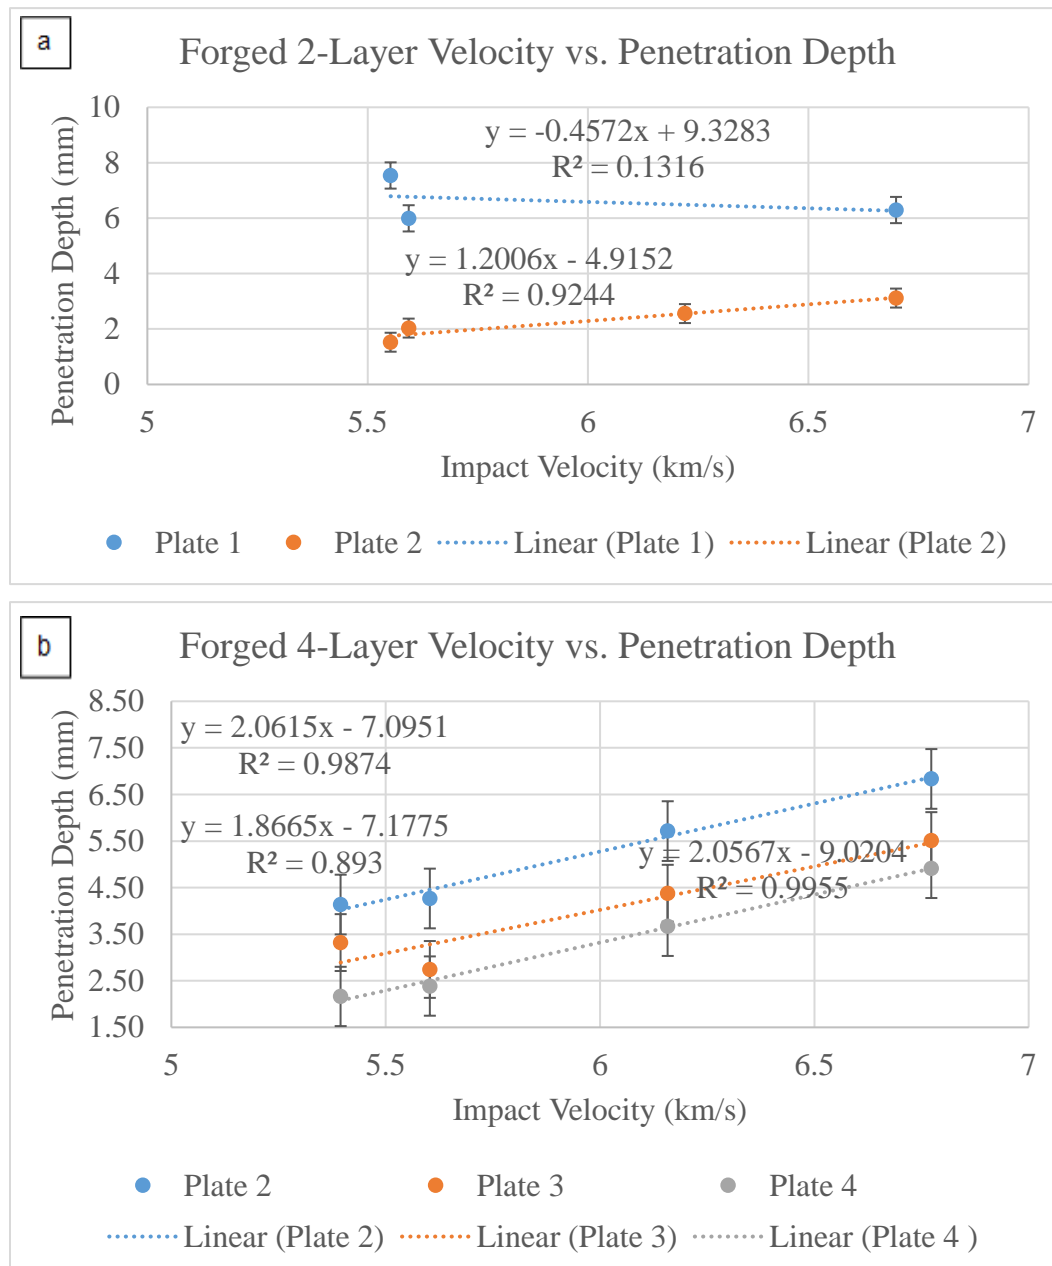 a
Forged 2-Layer Velocity vs. Penetration Depth
Penetration Depth (mm)
10
8
6
4
2
0
y = -0.4572x + 9.3283
R² = 0.1316
y = 1.2006x - 4.9152
R² = 0.9244
5 5.5 6 6.5 7
Impact Velocity (km/s)
Plate 1 Plate 2 Linear (Plate 1) Linear (Plate 2)
b
Forged 4-Layer Velocity vs. Penetration Depth
Penetration Depth (mm)
8.50
7.50
6.50
5.50
4.50
3.50
2.50
1.50
y = 2.0615x - 7.0951
R² = 0.9874
y = 1.8665x - 7.1775
R² = 0.893
y = 2.0567x - 9.0204
R² = 0.9955
5 5.5 6 6.5 7
Impact Velocity (km/s)
Plate 2 Plate 3 Plate 4
Linear (Plate 2) Linear (Plate 3) Linear (Plate 4 )